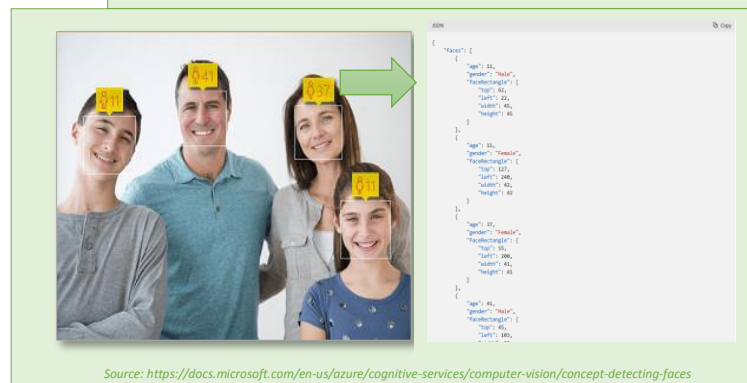 11
41
37
11
JSON
Copy
{
"Faces": [
{
"age": 11,
"gender": "Male",
"faceRectangle": {
"top": 62,
"left": 22,
"width": 45,
"height": 45
}
},
{
"age": 11,
"gender": "Female",
"faceRectangle": {
"top": 127,
"left": 240,
"width": 42,
"height": 42
}
},
{
"age": 37,
"gender": "Female",
"faceRectangle": {
"top": 55,
"left": 200,
"width": 41,
"height": 41
}
},
{
"age": 41,
"gender": "Male",
"faceRectangle": {
"top": 45,
"left": 103,
Source: https://docs.microsoft.com/en-us/azure/cognitive-services/computer-vision/concept-detecting-faces